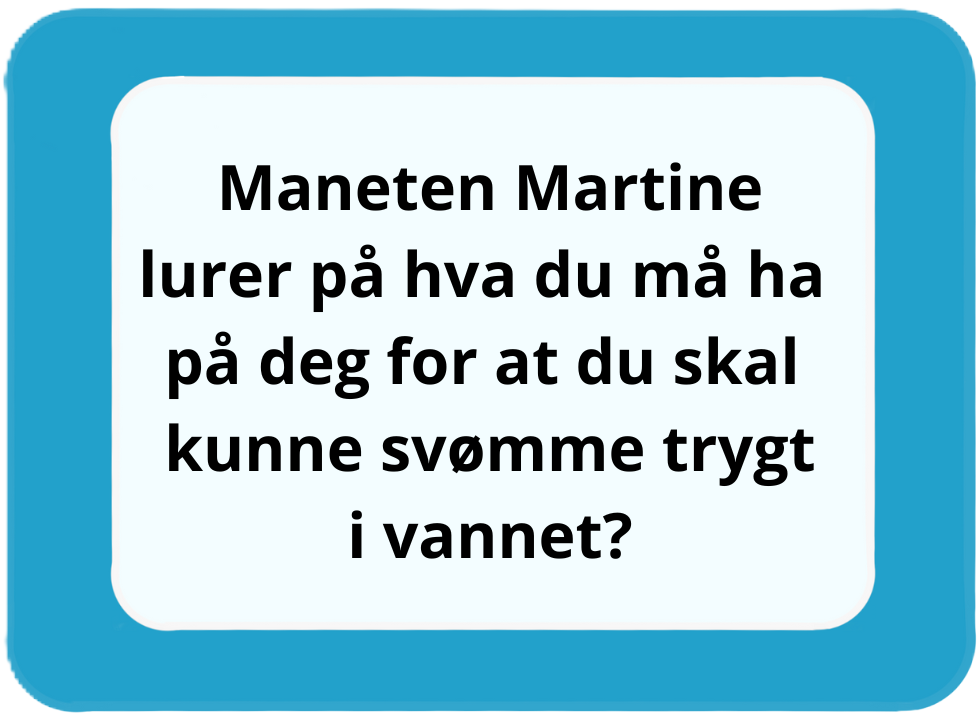 Maneten Martine
lurer på hva du må ha
på deg for at du skal
kunne svømme trygt
i vannet?